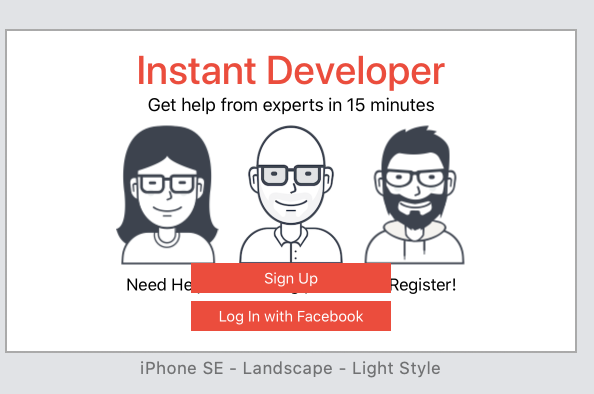 Instant Developer
Get help from experts in 15 minutes
Need He
Register!
Sign Up
Log In with Facebook
iPhone SE - Landscape - Light Style